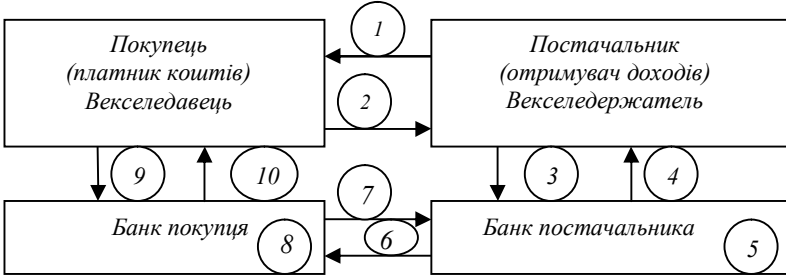 Покупець
(платник коштів)
Векселедавець
1
2
Постачальник
(отримувач доходів)
Векселедержатель
9
10
7
6
3
4
Банк покупця
8
Банк постачальника
5